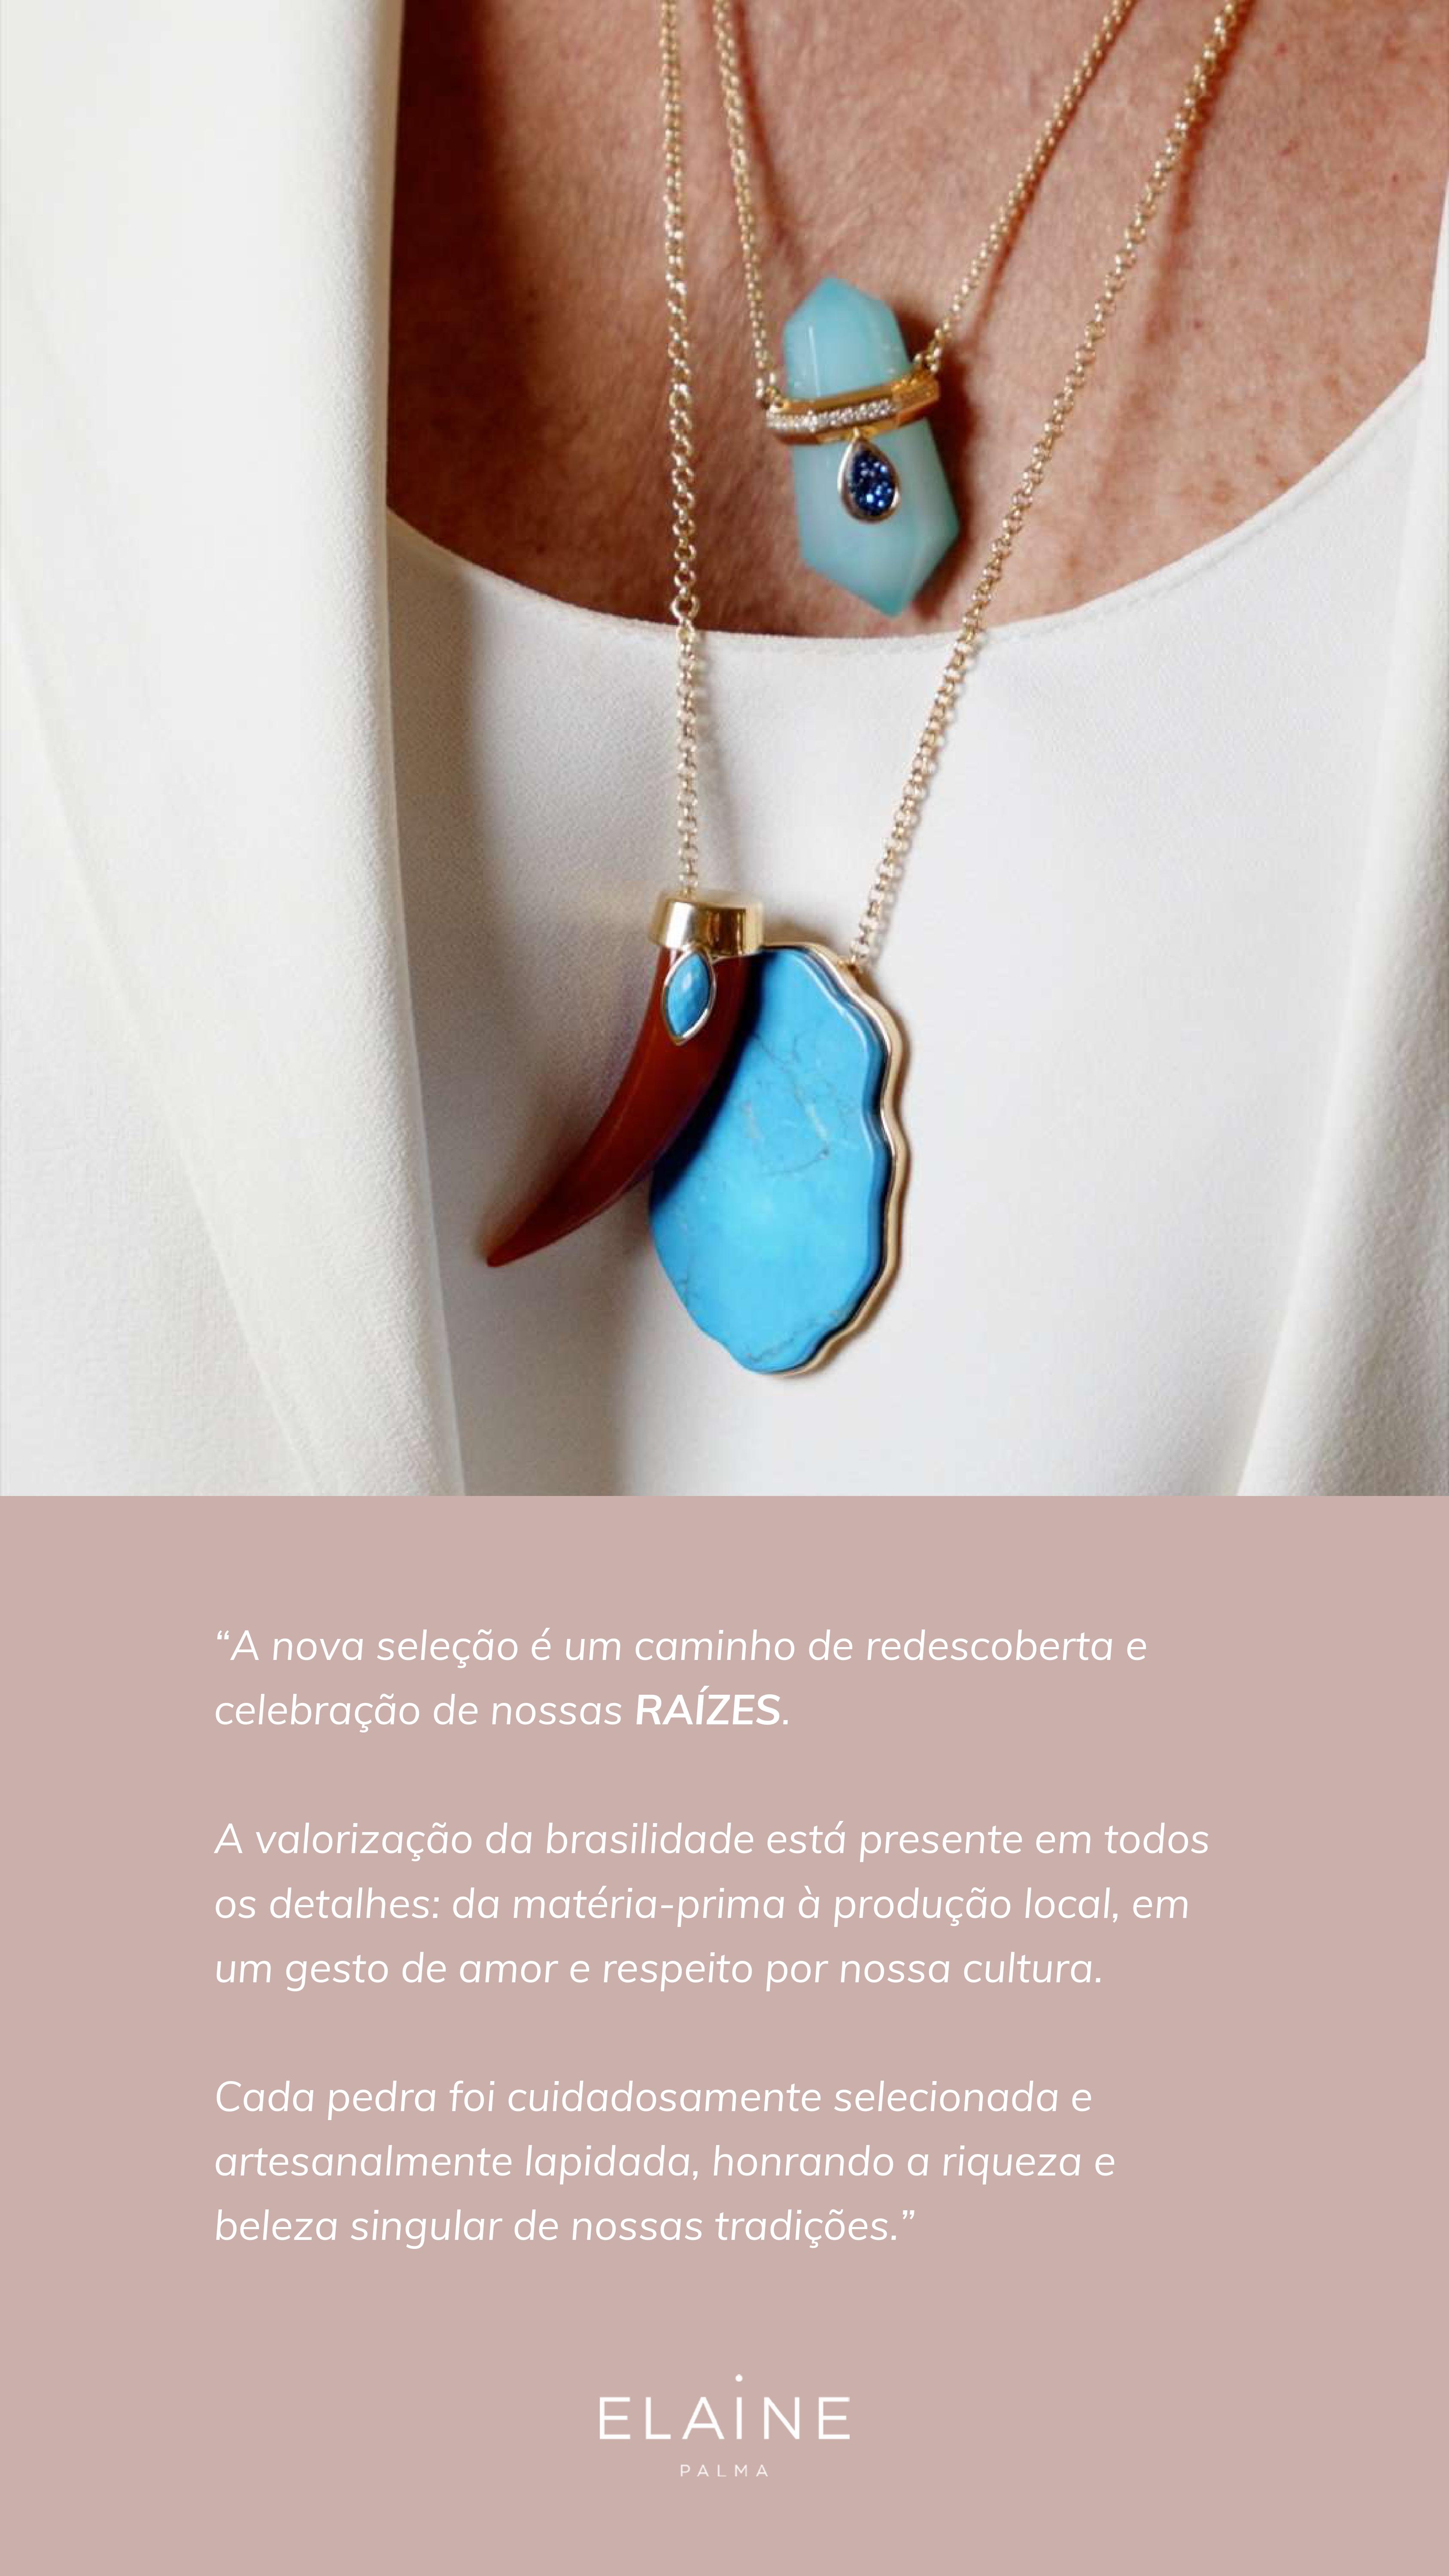 “A nova seleção é um caminho de redescoberta e
celebração de nossas RAÍZES.
A valorização da brasilidade está presente em todos
os detalhes: da matéria-prima à produção local, em
um gesto de amor e respeito por nossa cultura.
Cada pedra foi cuidadosamente selecionada e
artesanalmente lapidada, honrando a riqueza e
beleza singular de nossas tradições.”
ELAiNE
PALMA